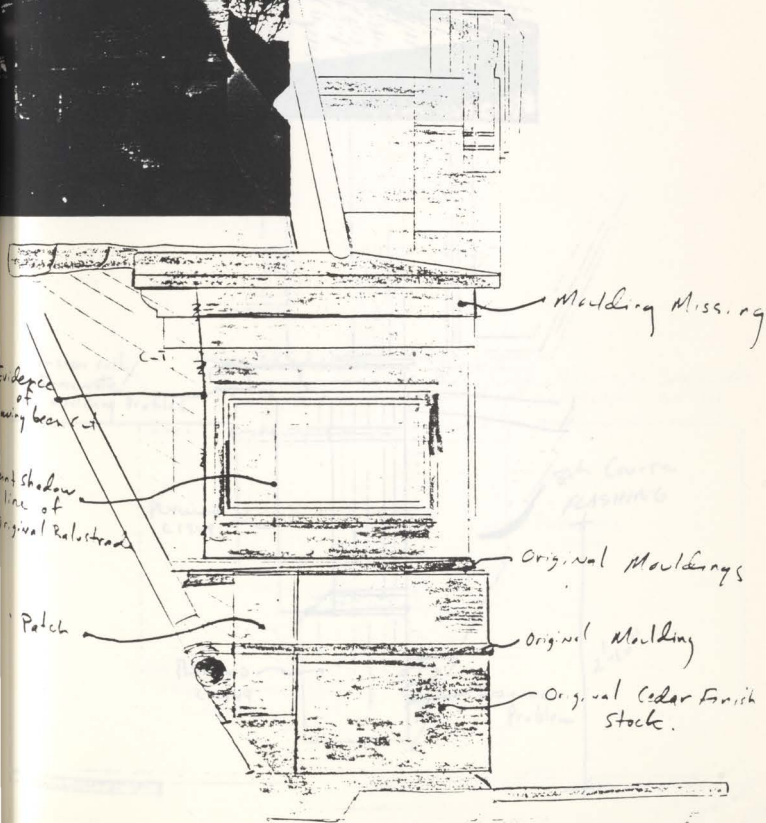 Moulding Missing
C-T
Evidence
of
having been cut
Shadow
line of
Original Balustrade
Patch
Original Mouldings
Original Moulding
Original Cedar Finish
Stock.
FLASHING